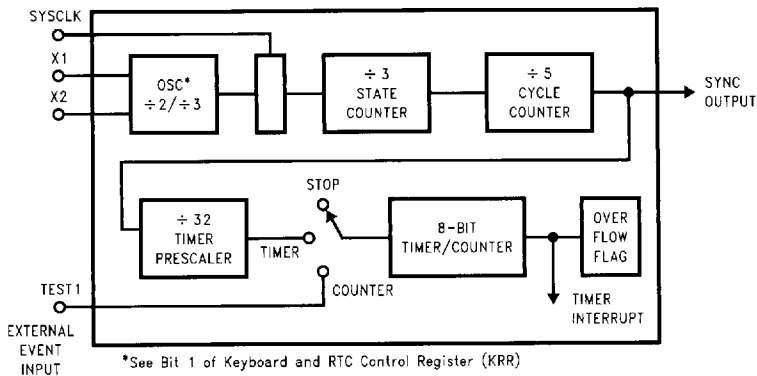 SYSCLK
X1
X2
OSC*
÷2/÷3
÷ 3
STATE
COUNTER
÷ 5
CYCLE
COUNTER
SYNC
OUTPUT
÷ 32
TIMER
PRESCALER
STOP
TIMER
COUNTER
8-BIT
TIMER/COUNTER
OVER
FLOW
FLAG
TIMER
INTERRUPT
TEST1
EXTERNAL
EVENT
INPUT
*See Bit 1 of Keyboard and RTC Control Register (KRR)